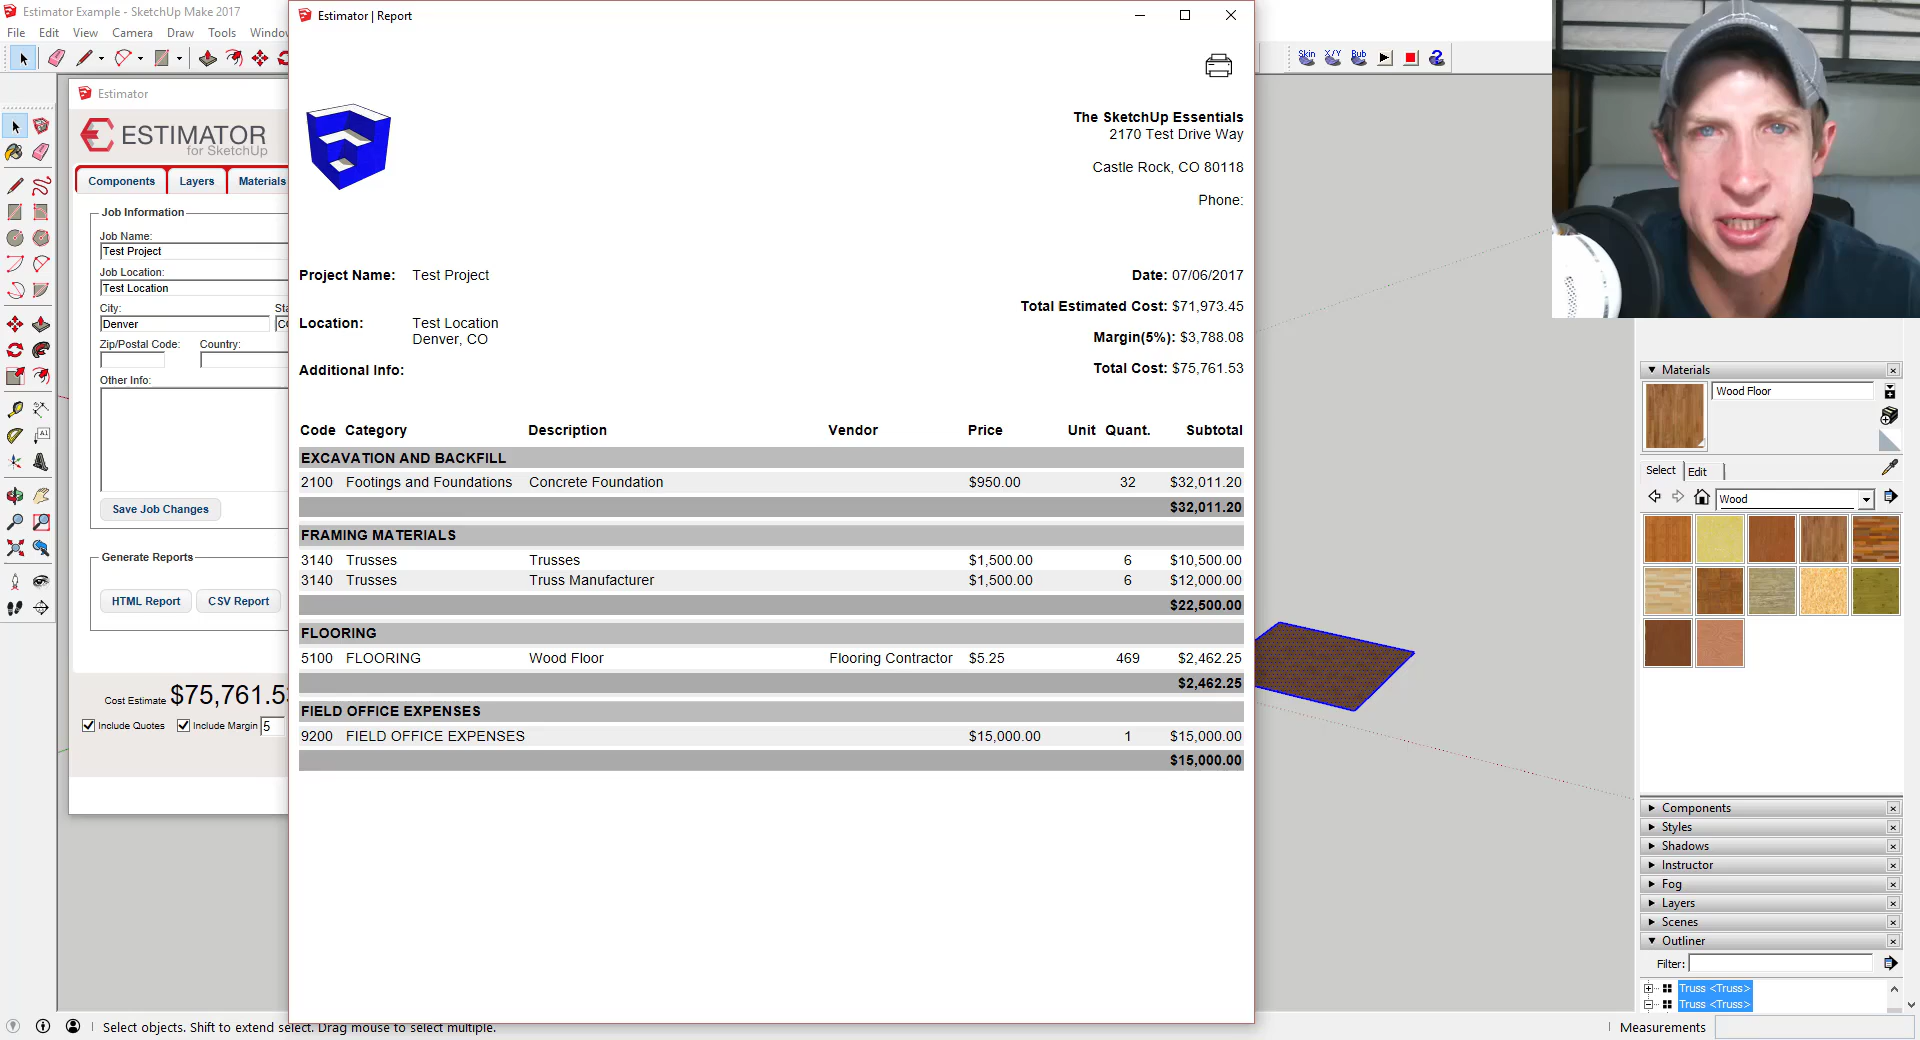 Estimator Example - SketchUp Make 2017
File Edit View Camera Draw Tools Window
Estimator | Report
Skin X/Y Bub
Estimator
ESTIMATOR
for SketchUp
Components Layers Materials
Job Information
Job Name:
Test Project
Job Location:
Test Location
City:
Denver
Zip/Postal Code: Country:
Other Info:
Save Job Changes
Generate Reports
HTML Report CSV Report
Cost Estimate $75,761.53
Include Quotes Include Margin 5
The SketchUp Essentials
2170 Test Drive Way
Castle Rock, CO 80118
Phone:
Project Name: Test Project
Date: 07/06/2017
Total Estimated Cost: $71,973.45
Location: Test Location
Denver, CO
Margin(5%): $3,788.08
Additional Info:
Total Cost: $75,761.53
Code Category Description Vendor Price Unit Quant. Subtotal
EXCAVATION AND BACKFILL
2100 Footings and Foundations Concrete Foundation $950.00 32 $32,011.20
$32,011.20
FRAMING MATERIALS
3140 Trusses Trusses $1,500.00 6 $10,500.00
3140 Trusses Truss Manufacturer $1,500.00 6 $12,000.00
$22,500.00
FLOORING
5100 FLOORING Wood Floor Flooring Contractor $5.25 469 $2,462.25
$2,462.25
FIELD OFFICE EXPENSES
9200 FIELD OFFICE EXPENSES $15,000.00 1 $15,000.00
$15,000.00
Materials
Wood Floor
Select Edit
Wood
Components
Styles
Shadows
Instructor
Fog
Layers
Scenes
Outliner
Filter:
Truss <Truss>
Truss <Truss>
Select objects. Shift to extend select. Drag mouse to select multiple.
Measurements